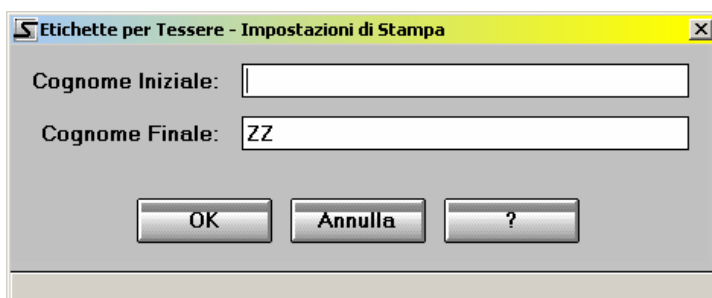 Etichette per Tessere - Impostazioni di Stampa
Cognome Iniziale:
Cognome Finale: ZZ
OK Annulla ?